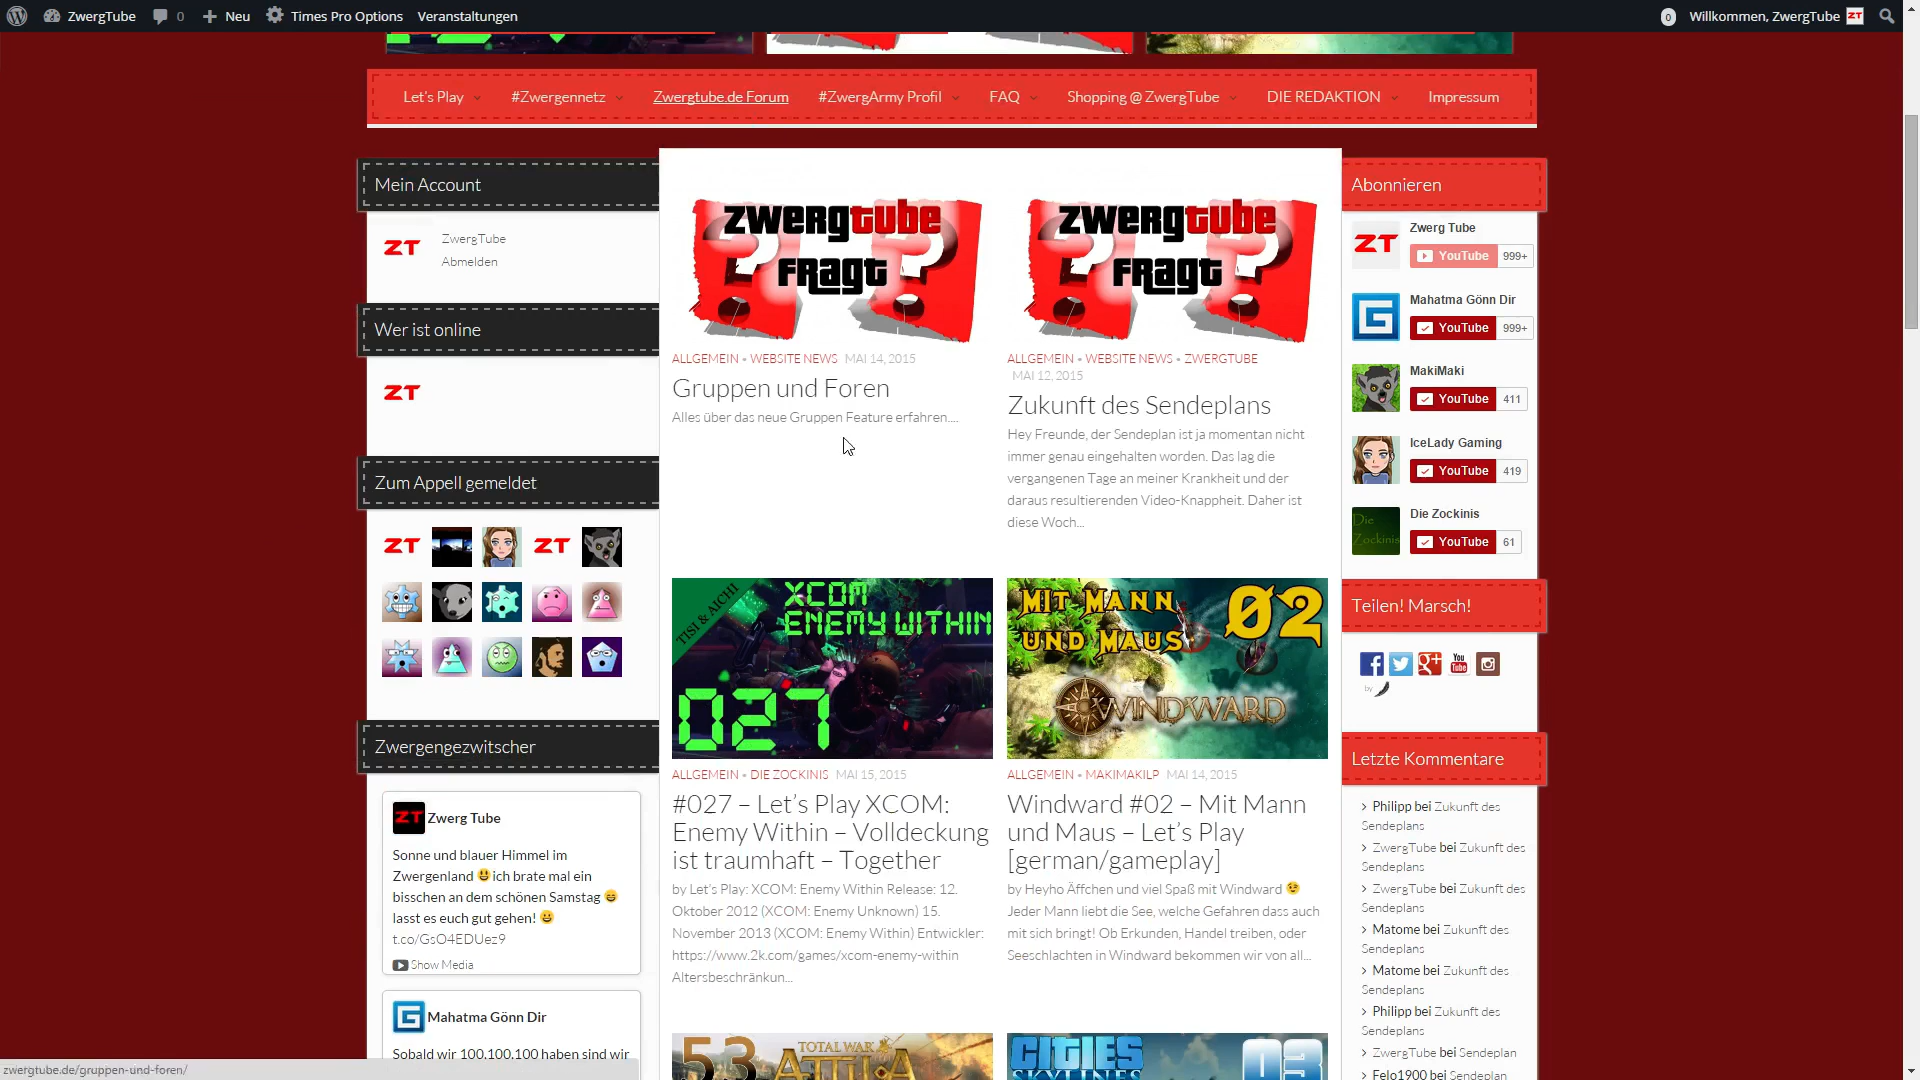 ZwergTube 0 Neu Times Pro Options Veranstaltungen
0 Willkommen, ZwergTube ZT
Let's Play #Zwergennetz Zwergtube.de Forum #ZwergArmy Profil FAQ Shopping @ ZwergTube DIE REDAKTION Impressum
Mein Account
ZT
ZwergTube
Abmelden
Wer ist online
ZT
Zum Appell gemeldet
ZT
ZT
Zwergengezwitscher
ZT Zwerg Tube
Sonne und blauer Himmel im
Zwergenland 😃 ich brate mal ein
bisschen an dem schönen Samstag 😄
lasst es euch gut gehen! 😀
t.co/GsO4EDUez9
Show Media
G Mahatma Gönn Dir
Sobald wir 100.100.100 haben sind wir
zwergtube.de/gruppen-und-foren/
ZWERGTUBE
FRAGT
ALLGEMEIN • WEBSITE NEWS MAI 14, 2015
Gruppen und Foren
Alles über das neue Gruppen Feature erfahren....
ZWERGTUBE
FRAGT
ALLGEMEIN • WEBSITE NEWS • ZWERGTUBE
MAI 12, 2015
Zukunft des Sendeplans
Hey Freunde, der Sendeplan ist ja momentan nicht
immer genau eingehalten worden. Das lag die
vergangenen Tage an meiner Krankheit und der
daraus resultierenden Video-Knappheit. Daher ist
diese Woch...
TISI & AICHI
XCOM
ENEMY WITHIN
027
ALLGEMEIN • DIE ZOCKINIS MAI 15, 2015
#027 – Let's Play XCOM:
Enemy Within – Volldeckung
ist traumhaft – Together
by Let's Play: XCOM: Enemy Within Release: 12.
Oktober 2012 (XCOM: Enemy Unknown) 15.
November 2013 (XCOM: Enemy Within) Entwickler:
https://www.2k.com/games/xcom-enemy-within
Altersbeschränkun...
MIT MANN
UND MAUS
02
WINDWARD
ALLGEMEIN • MAKIMAKILP MAI 14, 2015
Windward #02 – Mit Mann
und Maus – Let's Play
[german/gameplay]
by Heyho Äffchen und viel Spaß mit Windward 😉
Jeder Mann liebt die See, welche Gefahren dass auch
mit sich bringt! Ob Erkunden, Handel treiben, oder
Seeschlachten in Windward bekommen wir von all...
53
TOTAL WAR
ATTILA
CITIES
SKYLINES
03
Abonnieren
ZT
Zwerg Tube
YouTube 999+
G
Mahatma Gönn Dir
YouTube 999+
MakiMaki
YouTube 411
IceLady Gaming
YouTube 419
Die
Zockinis
Die Zockinis
YouTube 61
Teilen! Marsch!
You
Tube
by
Letzte Kommentare
Philipp bei Zukunft des
Sendeplans
ZwergTube bei Zukunft des
Sendeplans
ZwergTube bei Zukunft des
Sendeplans
Matome bei Zukunft des
Sendeplans
Matome bei Zukunft des
Sendeplans
Philipp bei Zukunft des
Sendeplans
ZwergTube bei Sendeplan
Felo1900 bei Sendeplan